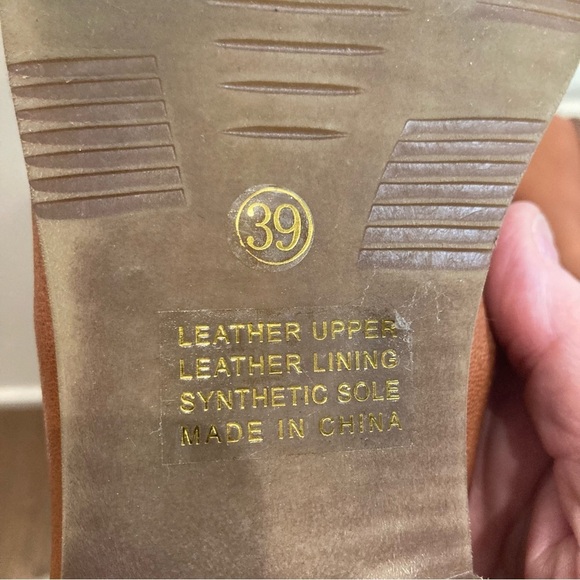 39
LEATHER UPPER
LEATHER LINING
SYNTHETIC SOLE
MADE IN CHINA